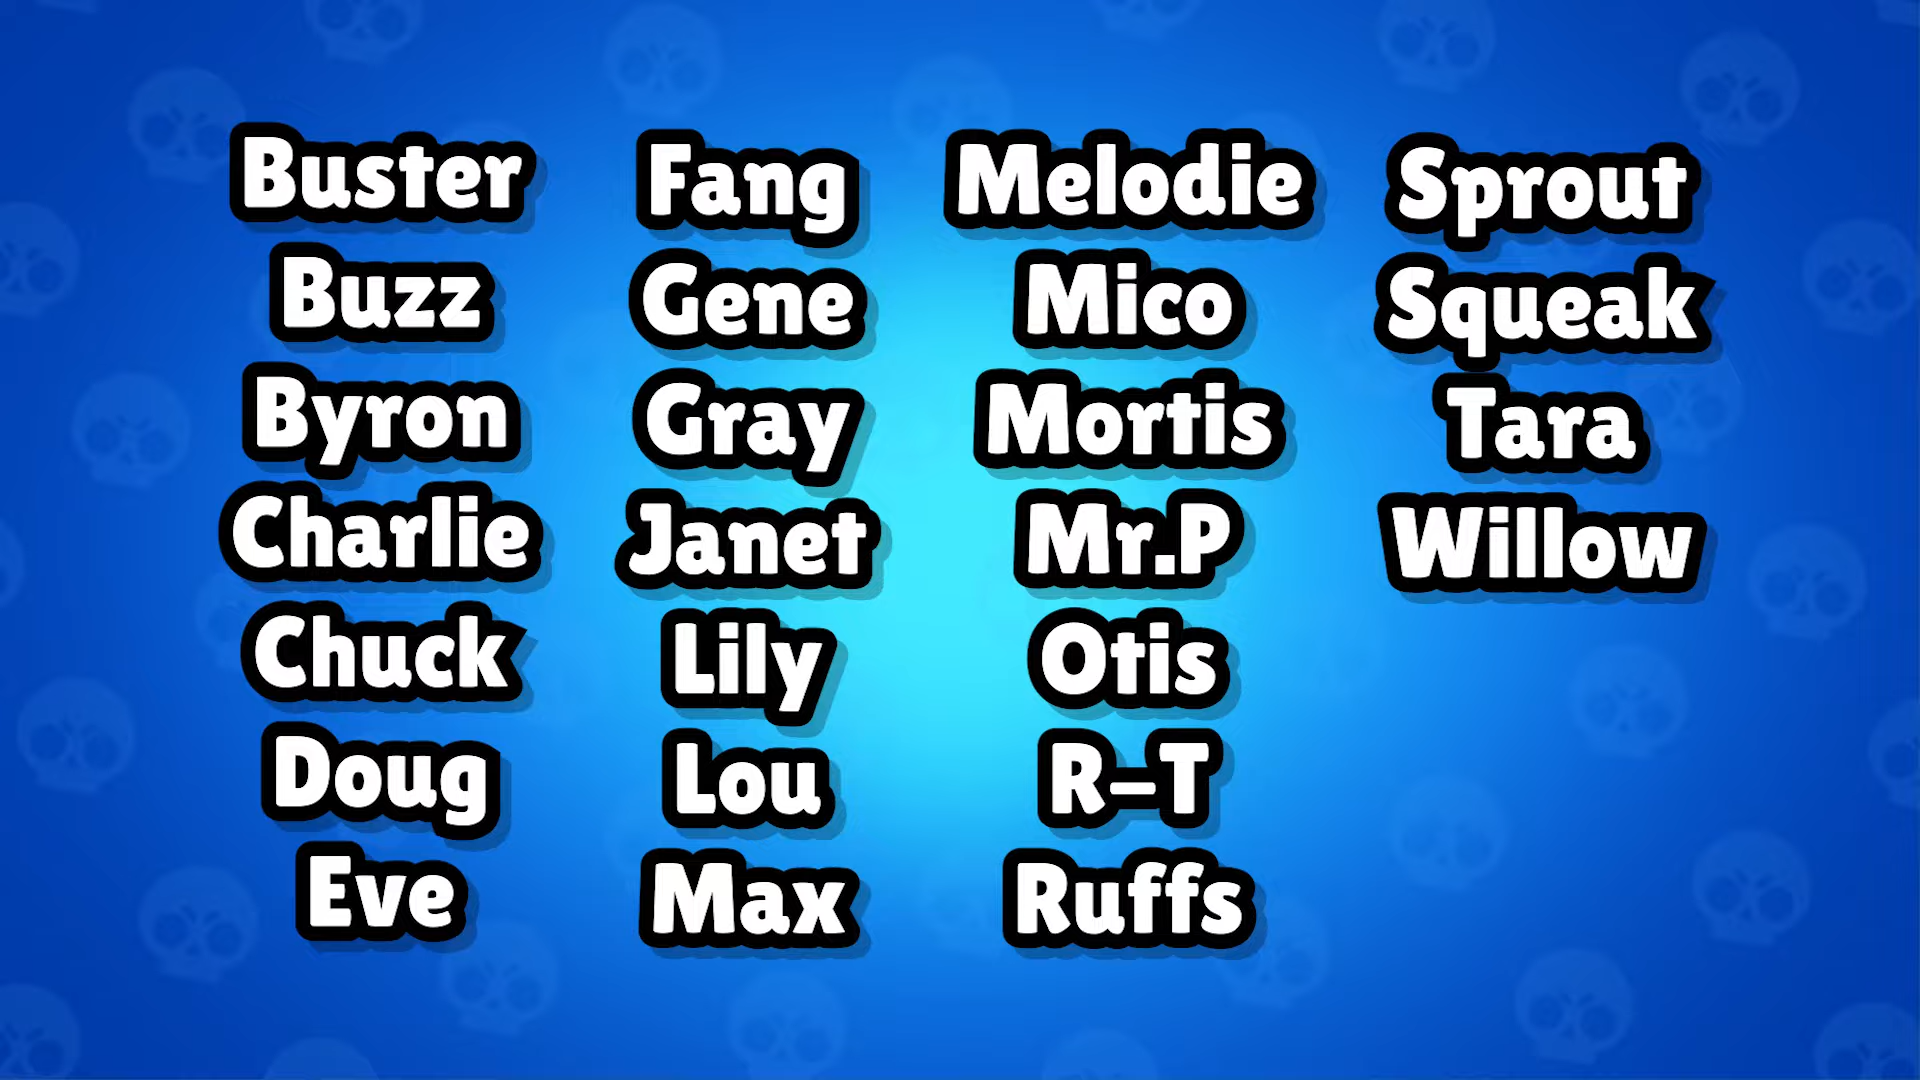 Buster
Buzz
Byron
Charlie
Chuck
Doug
Eve
Fang
Gene
Gray
Janet
Lily
Lou
Max
Melodie
Mico
Mortis
Mr.P
Otis
R-T
Ruffs
Sprout
Squeak
Tara
Willow